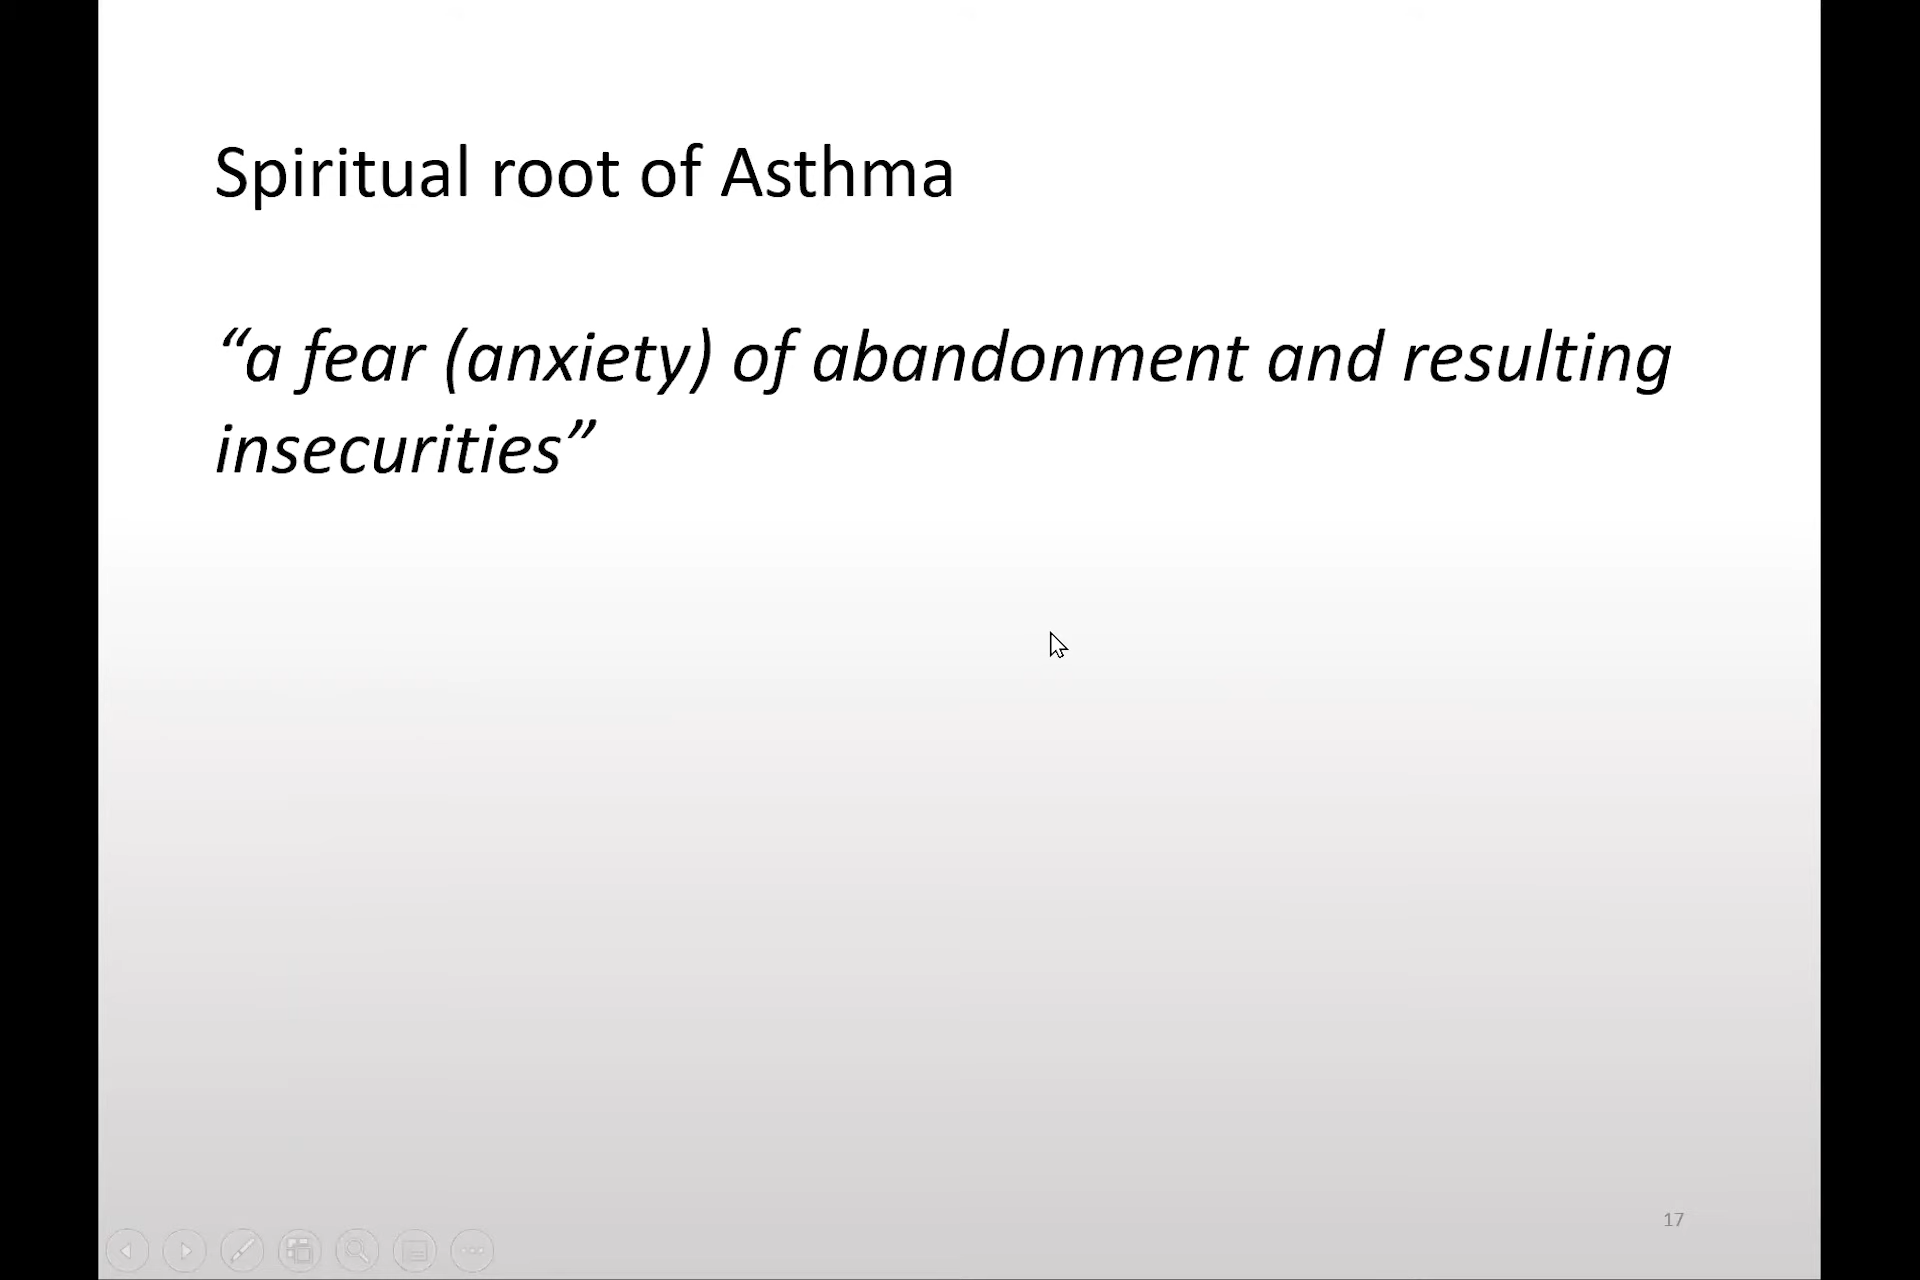 Spiritual root of Asthma
“a fear (anxiety) of abandonment and resulting
insecurities”
17